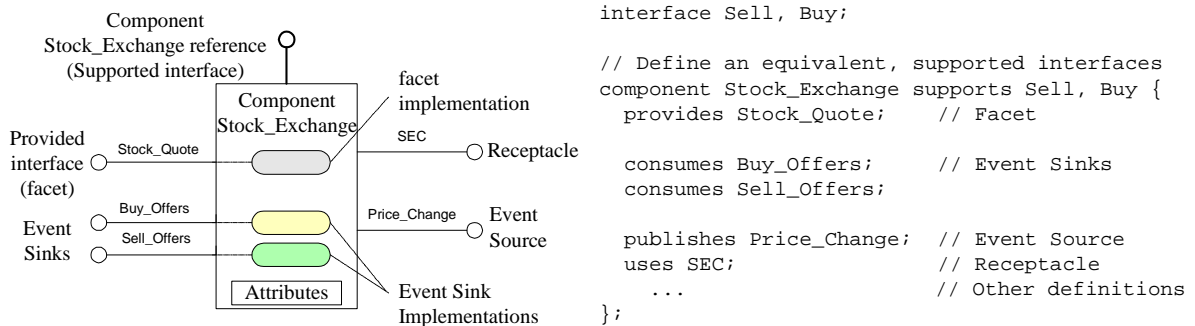 Component
Stock_Exchange reference
(Supported interface)
Component
Stock_Exchange
facet
implementation
Provided
interface
(facet)
Stock_Quote
SEC
Receptacle
Buy_Offers
Event
Sinks
Sell_Offers
Price_Change
Event
Source
Attributes
Event Sink
Implementations
interface Sell, Buy;
// Define an equivalent, supported interfaces
component Stock_Exchange supports Sell, Buy {
provides Stock_Quote; // Facet
consumes Buy_Offers; // Event Sinks
consumes Sell_Offers;
publishes Price_Change; // Event Source
uses SEC; // Receptacle
... // Other definitions
};